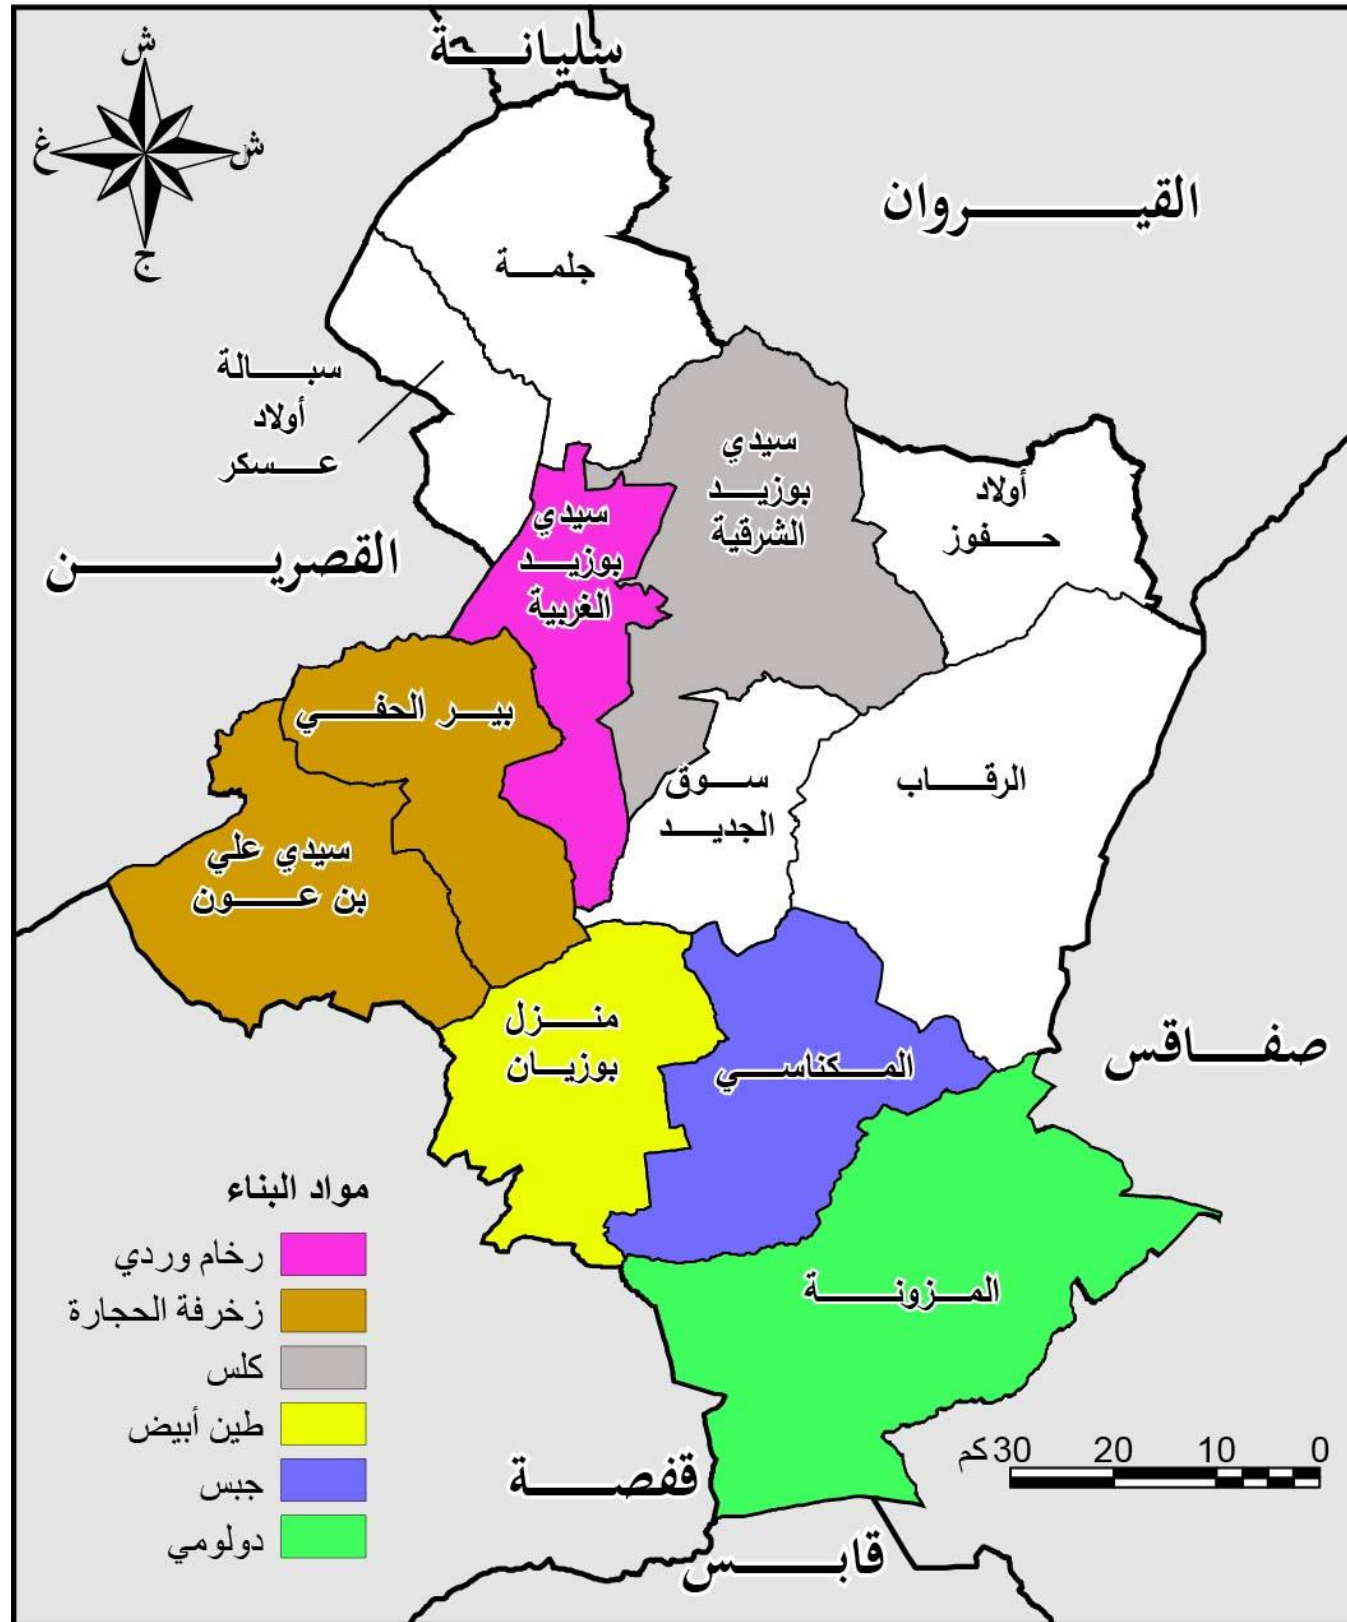 سليانة
ش
غ
ش
ج
القيروان
جلمة
سبالة
أولاد
عسكر
سيدي
بوزيد
الشرقية
أولاد
حفوز
سيدي
بوزيد
الغربية
القصرين
بير الحفي
سوق
الجديد
الرقاب
سيدي علي
بن عون
منزل
بوزيان
المكناسي
صفاقس
المزونة
مواد البناء
رخام وردي
زخرفة الحجارة
كلس
طين أبيض
جبس
دولومي
قفصة
قابس
كم 30 20 10 0